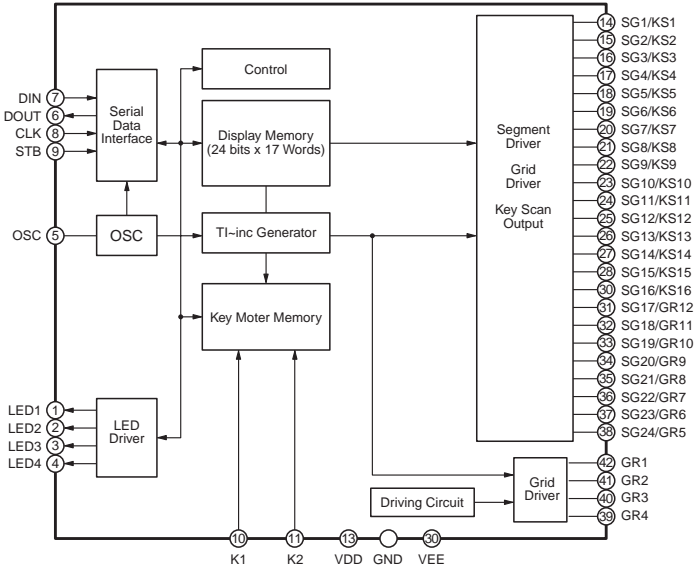 DIN 7
DOUT 6
CLK 8
STB 9
OSC 5
LED1 1
LED2 2
LED3 3
LED4 4
Serial
Data
Interface
OSC
LED
Driver
Control
Display Memory
(24 bits x 17 Words)
TI~inc Generator
Key Moter Memory
Segment
Driver
Grid
Driver
Key Scan
Output
Driving Circuit
Grid
Driver
14 SG1/KS1
15 SG2/KS2
16 SG3/KS3
17 SG4/KS4
18 SG5/KS5
19 SG6/KS6
20 SG7/KS7
21 SG8/KS8
22 SG9/KS9
23 SG10/KS10
24 SG11/KS11
25 SG12/KS12
26 SG13/KS13
27 SG14/KS14
28 SG15/KS15
30 SG16/KS16
31 SG17/GR12
32 SG18/GR11
33 SG19/GR10
34 SG20/GR9
35 SG21/GR8
36 SG22/GR7
37 SG23/GR6
38 SG24/GR5
42 GR1
41 GR2
40 GR3
39 GR4
10 11 13 30
K1 K2 VDD GND VEE